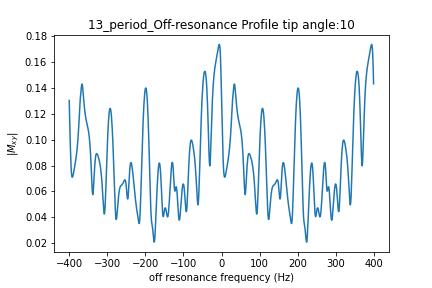 13_period_Off-resonance Profile tip angle:10
|Mxy|
0.18
0.16
0.14
0.12
0.10
0.08
0.06
0.04
0.02
−400 −300 −200 −100 0 100 200 300 400
off resonance frequency (Hz)